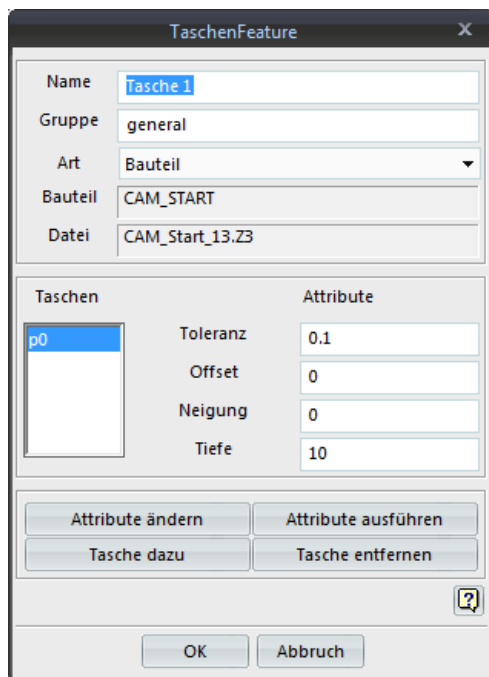 TaschenFeature x
Name Tasche 1
Gruppe general
Art Bauteil
Bauteil CAM_START
Datei CAM_Start_13.Z3
Taschen Attribute
p0
Toleranz 0.1
Offset 0
Neigung 0
Tiefe 10
Attribute ändern Attribute ausführen
Tasche dazu Tasche entfernen
?
OK Abbruch